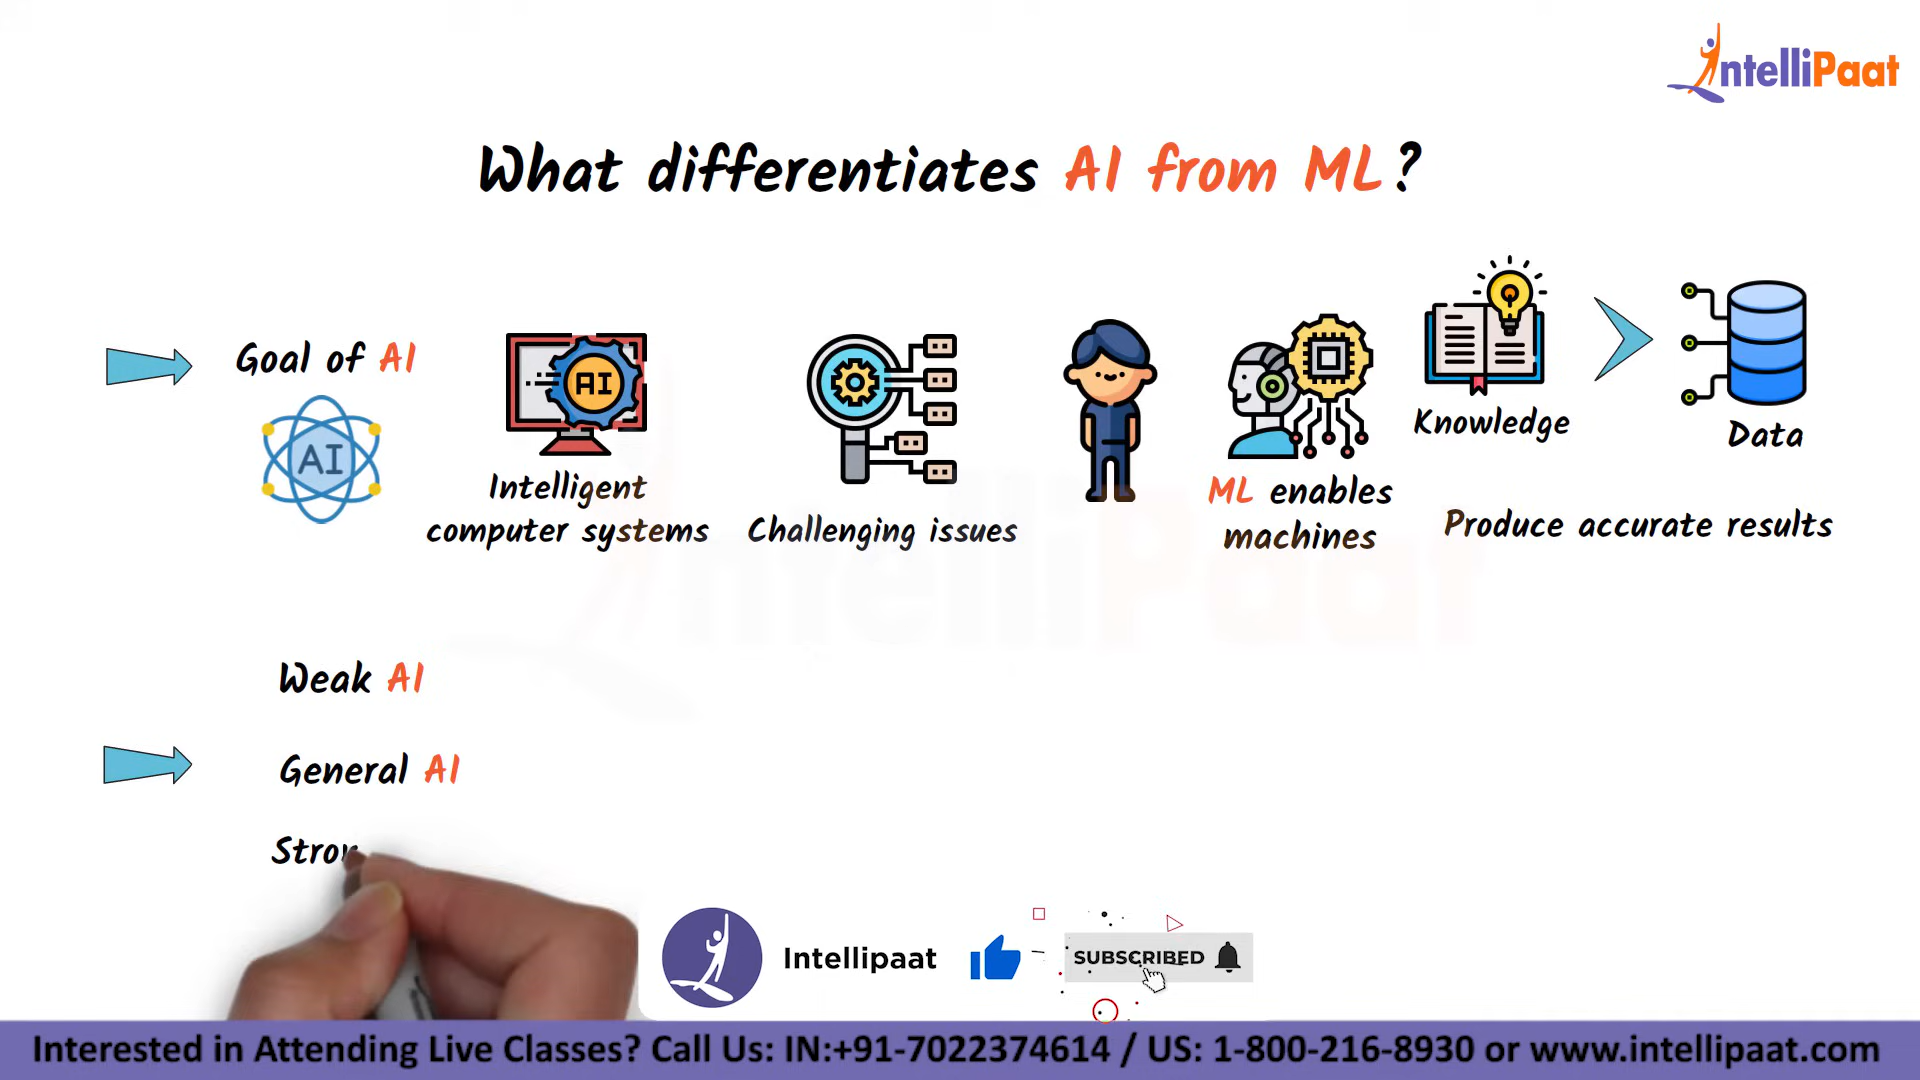 IntelliPaat
What differentiates AI from ML?
Goal of AI
AI
AI
Intelligent
computer systems
Challenging issues
ML enables
machines
Knowledge
Data
Produce accurate results
Weak AI
General AI
Stron
Intellipaat
SUBSCRIBED
Interested in Attending Live Classes? Call Us: IN:+91-7022374614 / US: 1-800-216-8930 or www.intellipaat.com